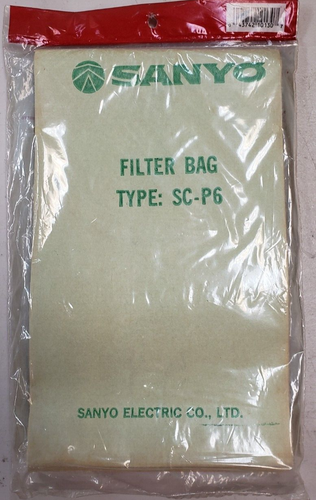 SANYO
FILTER BAG
TYPE: SC-P6
SANYO ELECTRIC CO., LTD.